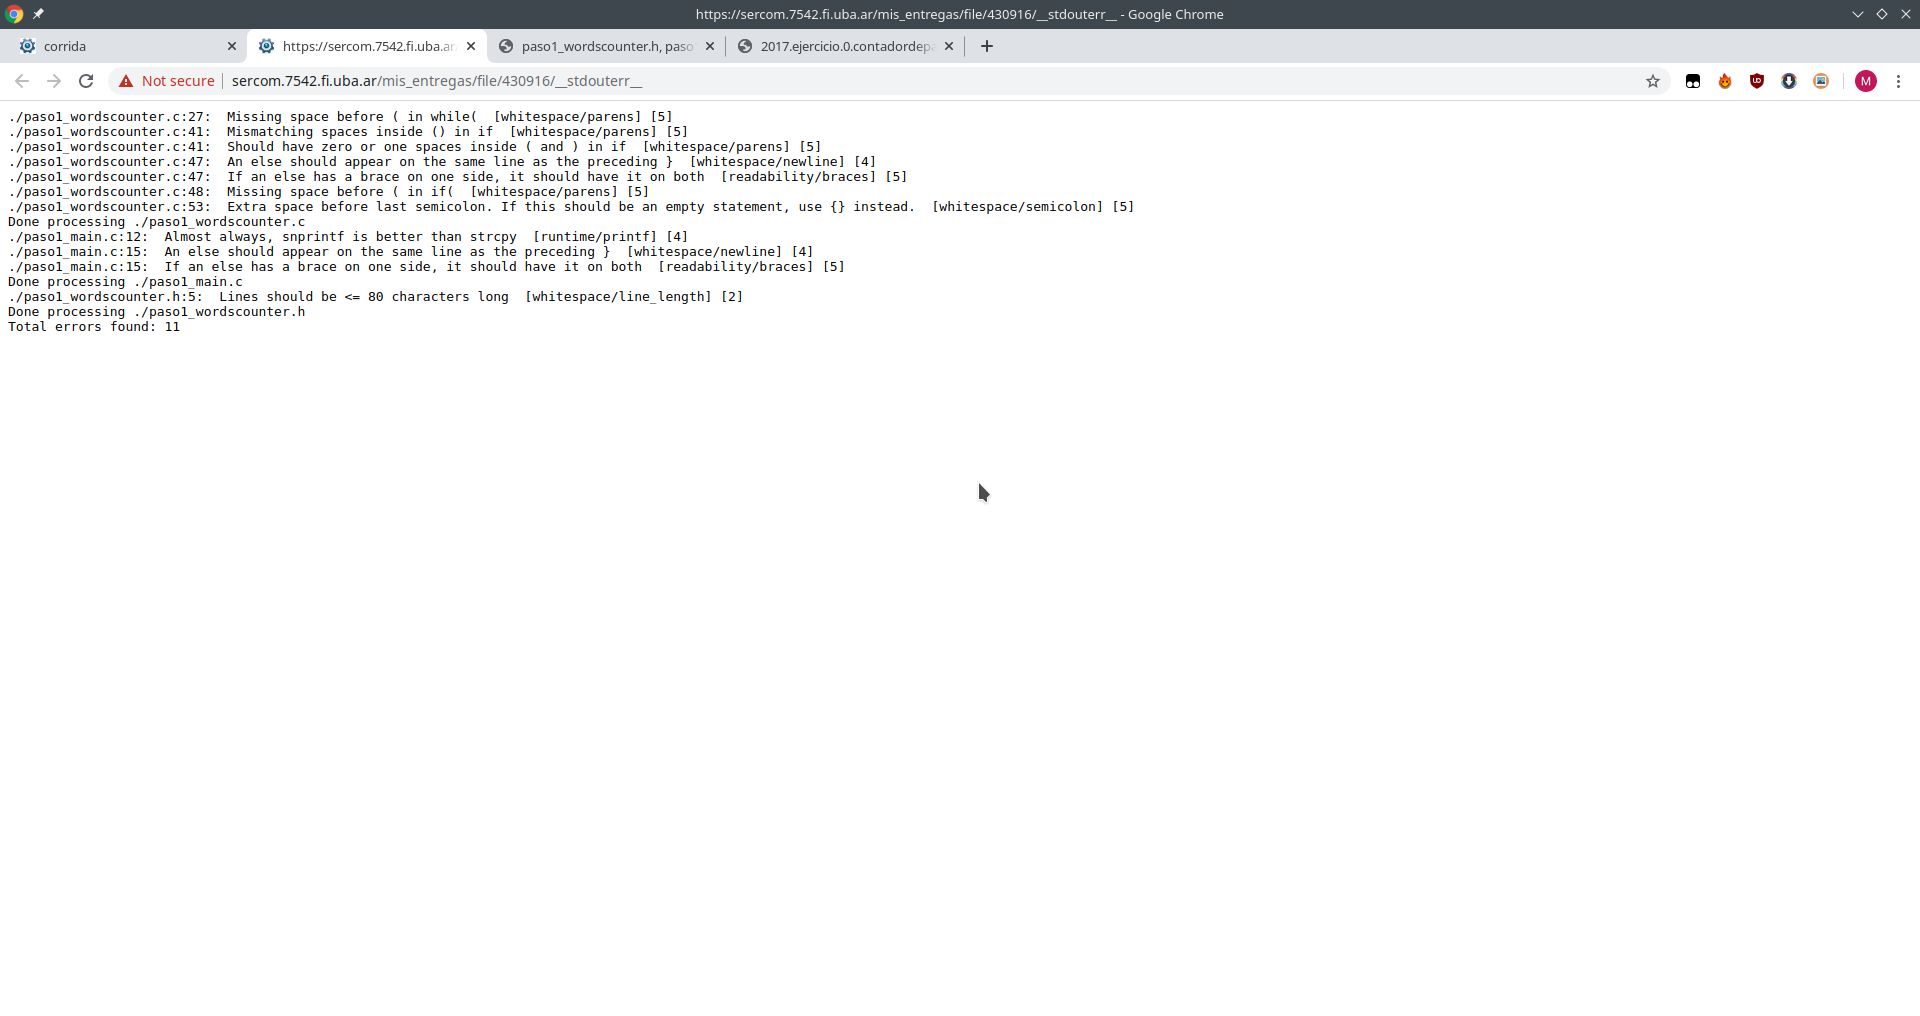 https://sercom.7542.fi.uba.ar/mis_entregas/file/430916/__stdouterr__ - Google Chrome
corrida
https://sercom.7542.fi.uba.ar
paso1_wordscounter.h, paso
2017.ejercicio.0.contadordepa
Not secure
sercom.7542.fi.uba.ar/mis_entregas/file/430916/__stdouterr__
M
./paso1_wordscounter.c:27:  Missing space before ( in while(  [whitespace/parens] [5]
./paso1_wordscounter.c:41:  Mismatching spaces inside () in if  [whitespace/parens] [5]
./paso1_wordscounter.c:41:  Should have zero or one spaces inside ( and ) in if  [whitespace/parens] [5]
./paso1_wordscounter.c:47:  An else should appear on the same line as the preceding }  [whitespace/newline] [4]
./paso1_wordscounter.c:47:  If an else has a brace on one side, it should have it on both  [readability/braces] [5]
./paso1_wordscounter.c:48:  Missing space before ( in if(  [whitespace/parens] [5]
./paso1_wordscounter.c:53:  Extra space before last semicolon. If this should be an empty statement, use {} instead.  [whitespace/semicolon] [5]
Done processing ./paso1_wordscounter.c
./paso1_main.c:12:  Almost always, snprintf is better than strcpy  [runtime/printf] [4]
./paso1_main.c:15:  An else should appear on the same line as the preceding }  [whitespace/newline] [4]
./paso1_main.c:15:  If an else has a brace on one side, it should have it on both  [readability/braces] [5]
Done processing ./paso1_main.c
./paso1_wordscounter.h:5:  Lines should be <= 80 characters long  [whitespace/line_length] [2]
Done processing ./paso1_wordscounter.h
Total errors found: 11